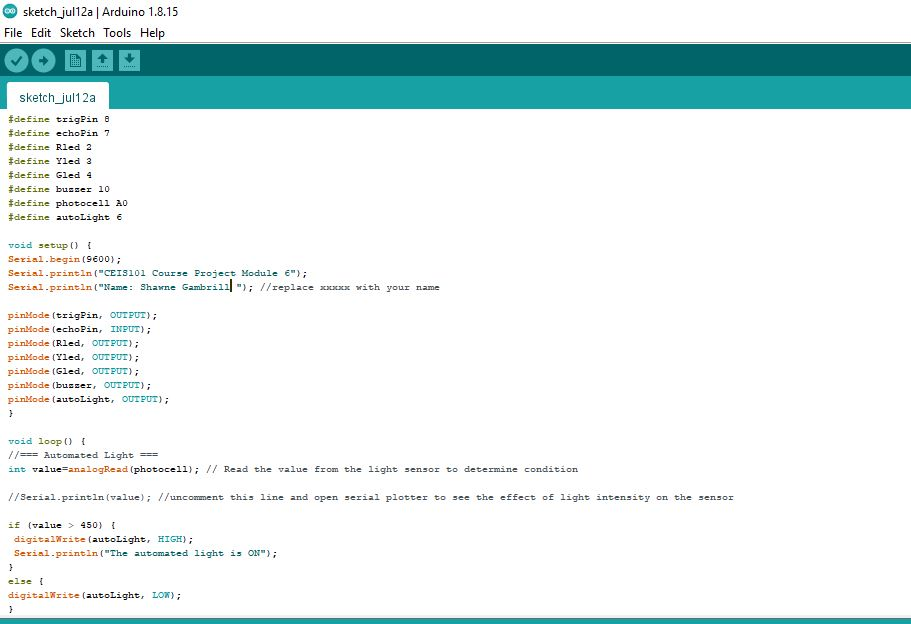 sketch_jul12a | Arduino 1.8.15
File Edit Sketch Tools Help
sketch_jul12a
#define trigPin 8
#define echoPin 7
#define Rled 2
#define Yled 3
#define Gled 4
#define buzzer 10
#define photocell A0
#define autoLight 6
void setup() {
Serial.begin(9600);
Serial.println("CEIS101 Course Project Module 6");
Serial.println("Name: Shawne Gambrill "); //replace xxxxx with your name
pinMode(trigPin, OUTPUT);
pinMode(echoPin, INPUT);
pinMode(Rled, OUTPUT);
pinMode(Yled, OUTPUT);
pinMode(Gled, OUTPUT);
pinMode(buzzer, OUTPUT);
pinMode(autoLight, OUTPUT);
}
void loop() {
//=== Automated Light ===
int value=analogRead(photocell); // Read the value from the light sensor to determine condition
//Serial.println(value); //uncomment this line and open serial plotter to see the effect of light intensity on the sensor
if (value > 450) {
digitalWrite(autoLight, HIGH);
Serial.println("The automated light is ON");
}
else {
digitalWrite(autoLight, LOW);
}